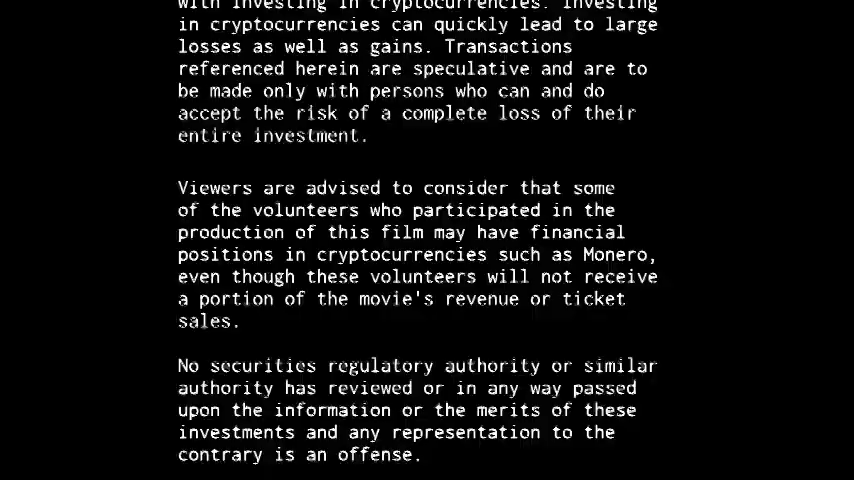 with investing in cryptocurrencies. Investing
in cryptocurrencies can quickly lead to large
losses as well as gains. Transactions
referenced herein are speculative and are to
be made only with persons who can and do
accept the risk of a complete loss of their
entire investment.
Viewers are advised to consider that some
of the volunteers who participated in the
production of this film may have financial
positions in cryptocurrencies such as Monero,
even though these volunteers will not receive
a portion of the movie's revenue or ticket
sales.
No securities regulatory authority or similar
authority has reviewed or in any way passed
upon the information or the merits of these
investments and any representation to the
contrary is an offense.